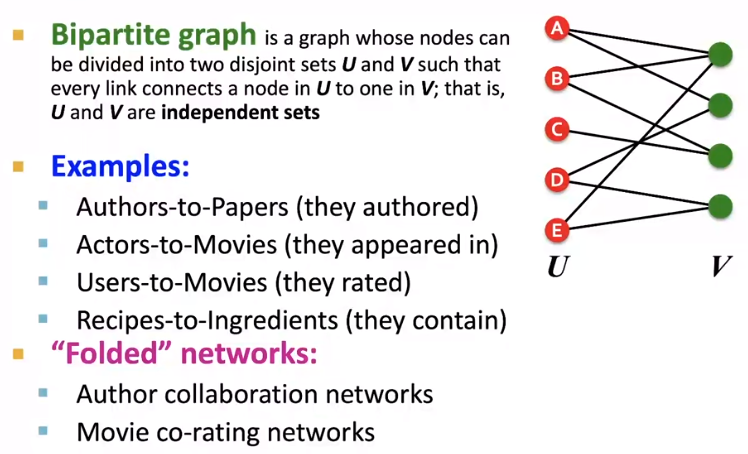 Bipartite graph is a graph whose nodes can
be divided into two disjoint sets U and V such that
every link connects a node in U to one in V; that is,
U and V are independent sets
Examples:
Authors-to-Papers (they authored)
Actors-to-Movies (they appeared in)
Users-to-Movies (they rated)
Recipes-to-Ingredients (they contain)
“Folded” networks:
Author collaboration networks
Movie co-rating networks
A
B
C
D
E
U V